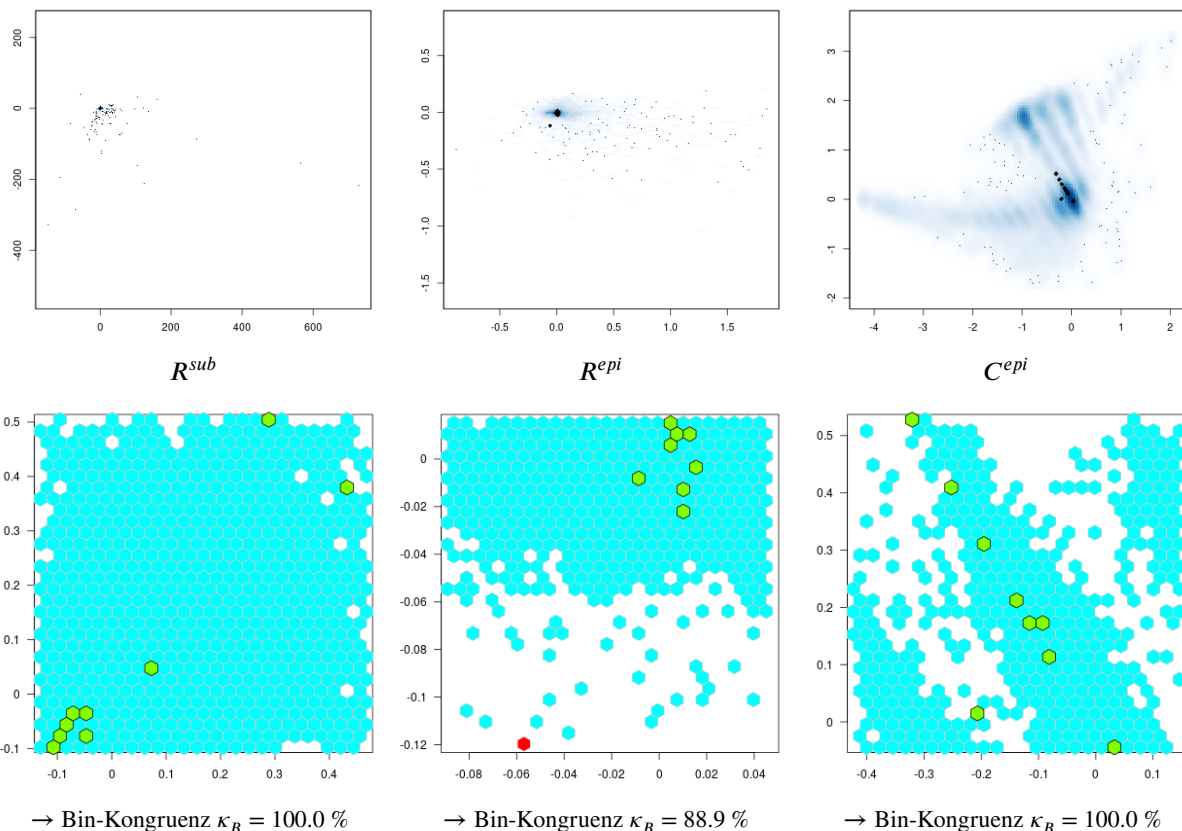 200
0
-200
-400
0 200 400 600
0.5
0.0
-0.5
-1.0
-1.5
-0.5 0.0 0.5 1.0 1.5
3
2
1
0
-1
-2
-4 -3 -2 -1 0 1 2
R^sub
R^epi
C^epi
0.5
0.4
0.3
0.2
0.1
0
-0.1
-0.1 0 0.1 0.2 0.3 0.4
0
-0.02
-0.04
-0.06
-0.08
-0.1
-0.12
-0.08 -0.06 -0.04 -0.02 0 0.02 0.04
0.5
0.4
0.3
0.2
0.1
0
-0.4 -0.3 -0.2 -0.1 0 0.1
→ Bin-Kongruenz κ_B = 100.0 %
→ Bin-Kongruenz κ_B = 88.9 %
→ Bin-Kongruenz κ_B = 100.0 %